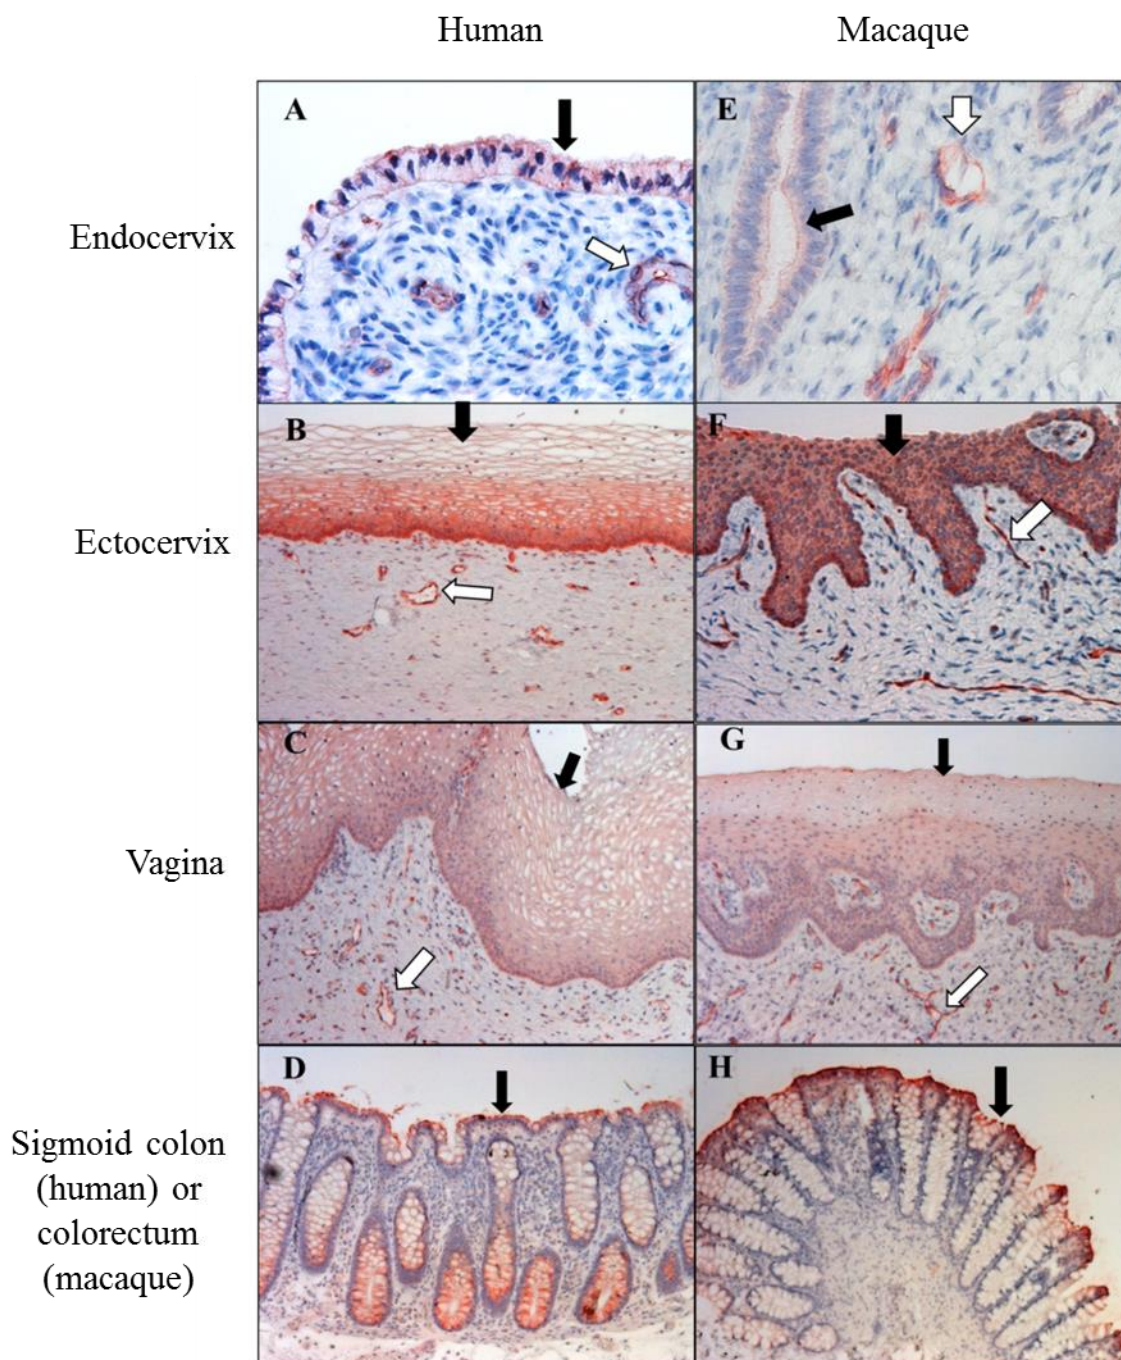 Human Macaque
A E
Endocervix
B F
Ectocervix
C G
Vagina
D H
Sigmoid colon
(human) or
colorectum
(macaque)